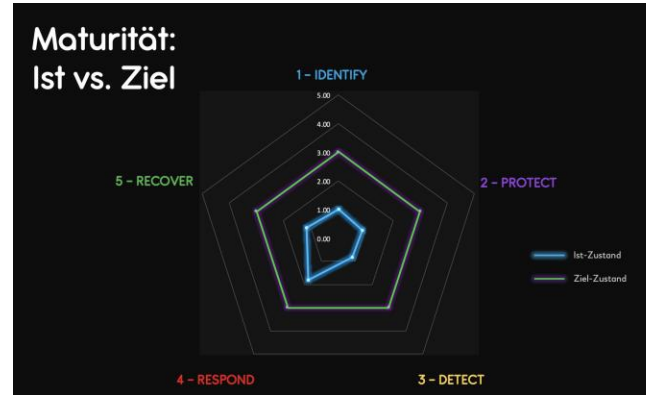 Maturität:
Ist vs. Ziel
1 – IDENTIFY
5.00
4.00
3.00
2.00
1.00
0.00
5 – RECOVER
2 – PROTECT
Ist-Zustand
Ziel-Zustand
4 – RESPOND
3 – DETECT